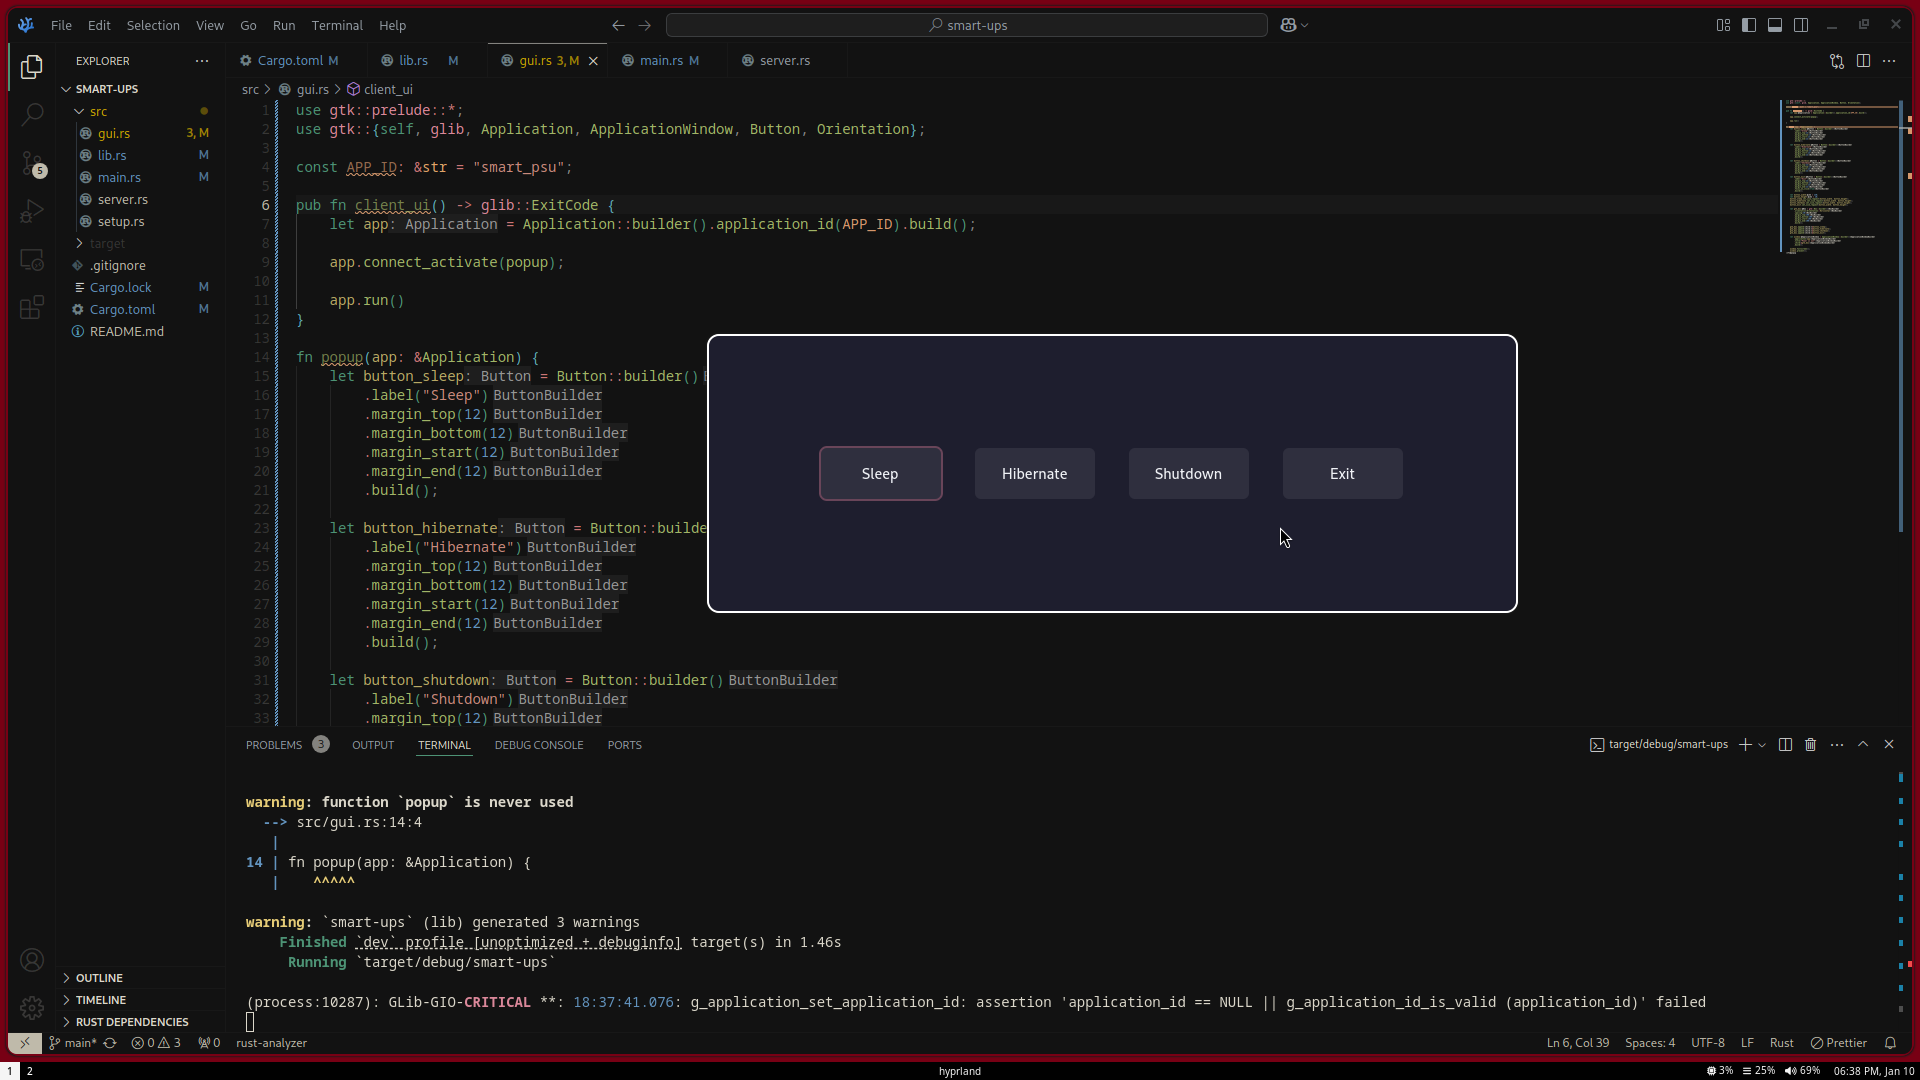 File Edit Selection View Go Run Terminal Help
smart-ups
EXPLORER
SMART-UPS
src
gui.rs 3, M
lib.rs M
main.rs M
server.rs
setup.rs
target
.gitignore
Cargo.lock M
Cargo.toml M
README.md
5
OUTLINE
TIMELINE
RUST DEPENDENCIES
Cargo.toml M lib.rs M gui.rs 3, M main.rs M server.rs
src > gui.rs > client_ui
1 use gtk::prelude::*;
2 use gtk::{self, glib, Application, ApplicationWindow, Button, Orientation};
3
4 const APP_ID: &str = "smart_psu";
5
6 pub fn client_ui() -> glib::ExitCode {
7 let app: Application = Application::builder().application_id(APP_ID).build();
8
9 app.connect_activate(popup);
10
11 app.run()
12 }
13
14 fn popup(app: &Application) {
15 let button_sleep: Button = Button::builder()
16 .label("Sleep") ButtonBuilder
17 .margin_top(12) ButtonBuilder
18 .margin_bottom(12) ButtonBuilder
19 .margin_start(12) ButtonBuilder
20 .margin_end(12) ButtonBuilder
21 .build();
22
23 let button_hibernate: Button = Button::builde
24 .label("Hibernate") ButtonBuilder
25 .margin_top(12) ButtonBuilder
26 .margin_bottom(12) ButtonBuilder
27 .margin_start(12) ButtonBuilder
28 .margin_end(12) ButtonBuilder
29 .build();
30
31 let button_shutdown: Button = Button::builder() ButtonBuilder
32 .label("Shutdown") ButtonBuilder
33 .margin_top(12) ButtonBuilder
Sleep Hibernate Shutdown Exit
PROBLEMS 3 OUTPUT TERMINAL DEBUG CONSOLE PORTS
target/debug/smart-ups
warning: function `popup` is never used
--> src/gui.rs:14:4
|
14 | fn popup(app: &Application) {
| ^^^^^
warning: `smart-ups` (lib) generated 3 warnings
Finished `dev` profile [unoptimized + debuginfo] target(s) in 1.46s
Running `target/debug/smart-ups`
(process:10287): GLib-GIO-CRITICAL **: 18:37:41.076: g_application_set_application_id: assertion 'application_id == NULL || g_application_id_is_valid (application_id)' failed
main* 0 3 0 rust-analyzer
Ln 6, Col 39 Spaces: 4 UTF-8 LF Rust Prettier
1 2 hyprland 3% 25% 69% 06:38 PM, Jan 10